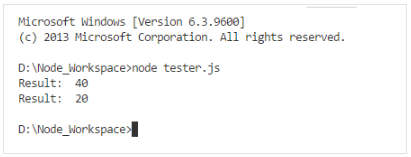 Microsoft Windows [Version 6.3.9600]
(c) 2013 Microsoft Corporation. All rights reserved.
D:\Node_Workspace>node tester.js
Result:  40
Result:  20
D:\Node_Workspace>